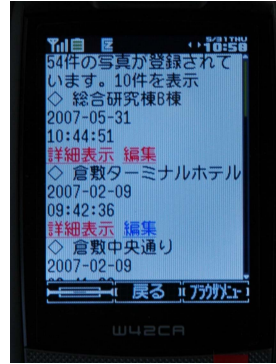 5/31THU
10:58
54件の写真が登録されて
います。10件を表示
◇ 総合研究棟B棟
2007-05-31
10:44:51
詳細表示 編集
◇ 倉敷ターミナルホテル
2007-02-09
09:42:36
詳細表示 編集
◇ 倉敷中央通り
2007-02-09
戻る ブラウザメニュー
W42CA